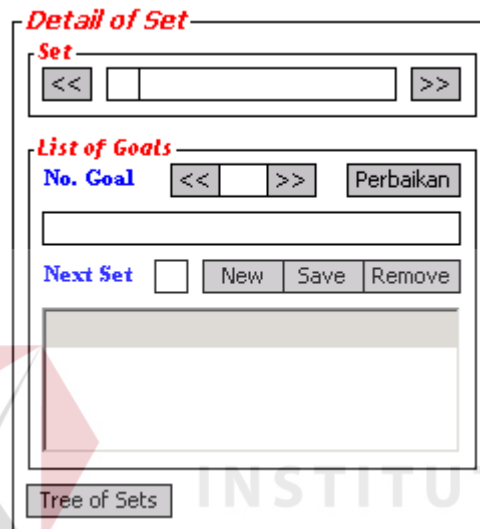 Detail of Set
Set
<< >>
List of Goals
No. Goal << >> Perbaikan
Next Set New Save Remove
Tree of Sets
INSTITU